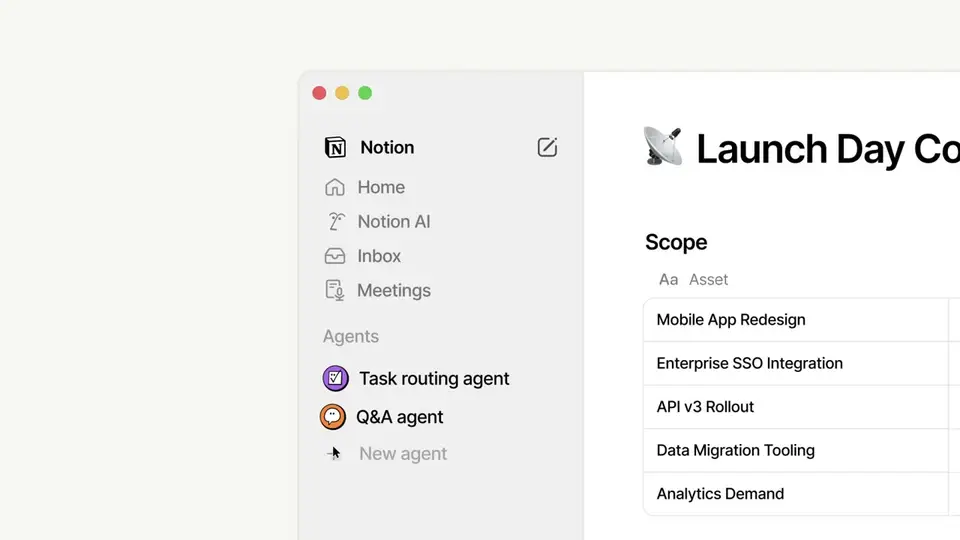 Notion
Home
Notion AI
Inbox
Meetings
Agents
Task routing agent
Q&A agent
New agent
Launch Day Co
Scope
Aa Asset
Mobile App Redesign
Enterprise SSO Integration
API v3 Rollout
Data Migration Tooling
Analytics Demand